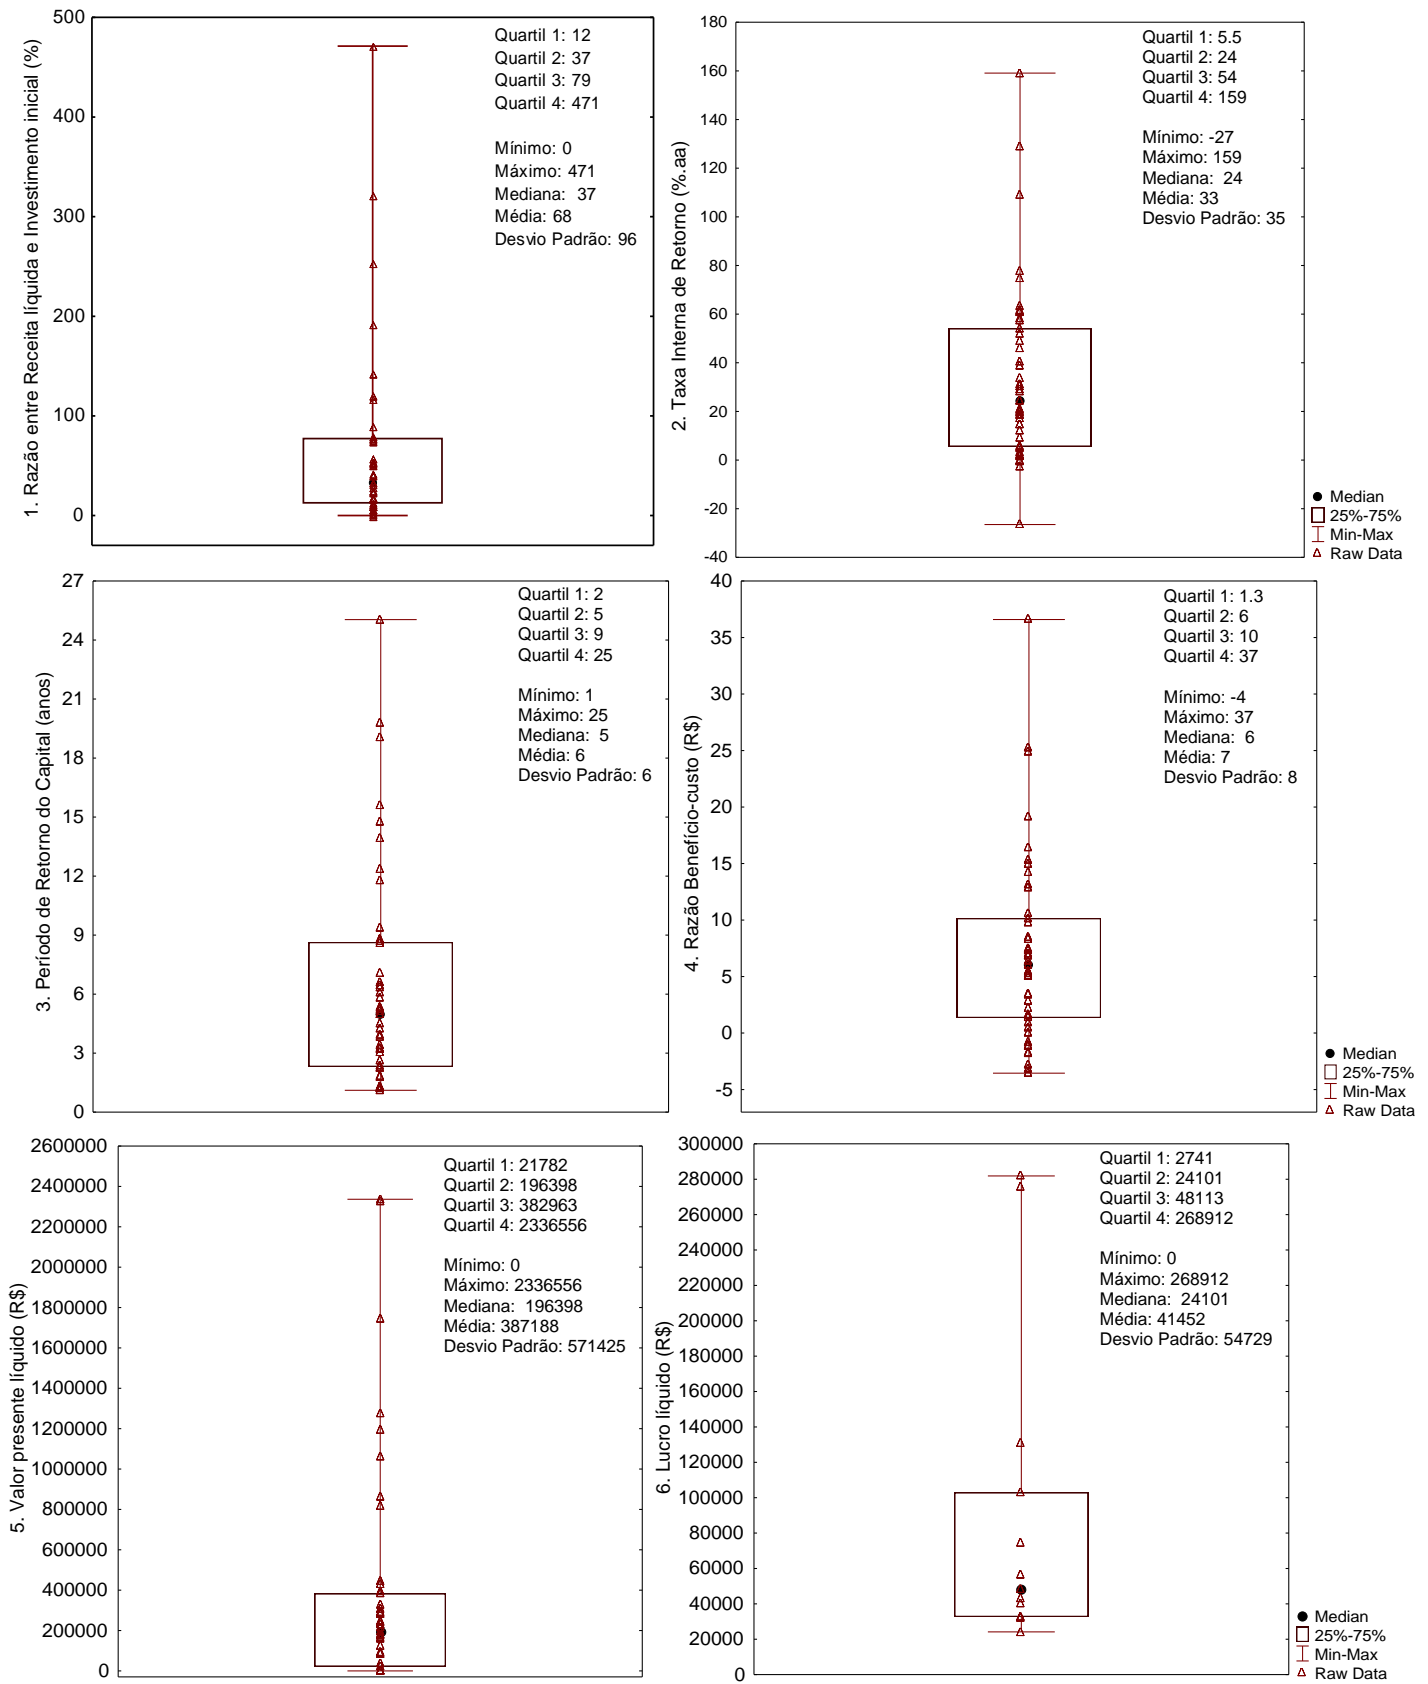 1. Razão entre Receita líquida e Investimento inicial (%)
500
400
300
200
100
0
Quartil 1: 12
Quartil 2: 37
Quartil 3: 79
Quartil 4: 471
Mínimo: 0
Máximo: 471
Mediana: 37
Média: 68
Desvio Padrão: 96
2. Taxa Interna de Retorno (%.aa)
180
160
140
120
100
80
60
40
20
0
-20
-40
Quartil 1: 5.5
Quartil 2: 24
Quartil 3: 54
Quartil 4: 159
Mínimo: -27
Máximo: 159
Mediana: 24
Média: 33
Desvio Padrão: 35
Median
25%-75%
Min-Max
Raw Data
3. Período de Retorno do Capital (anos)
27
24
21
18
15
12
9
6
3
0
Quartil 1: 2
Quartil 2: 5
Quartil 3: 9
Quartil 4: 25
Mínimo: 1
Máximo: 25
Mediana: 5
Média: 6
Desvio Padrão: 6
4. Razão Benefício-custo (R$)
40
35
30
25
20
15
10
5
0
-5
Quartil 1: 1.3
Quartil 2: 6
Quartil 3: 10
Quartil 4: 37
Mínimo: -4
Máximo: 37
Mediana: 6
Média: 7
Desvio Padrão: 8
Median
25%-75%
Min-Max
Raw Data
5. Valor presente líquido (R$)
2600000
2400000
2200000
2000000
1800000
1600000
1400000
1200000
1000000
800000
600000
400000
200000
0
Quartil 1: 21782
Quartil 2: 196398
Quartil 3: 382963
Quartil 4: 2336556
Mínimo: 0
Máximo: 2336556
Mediana: 196398
Média: 387188
Desvio Padrão: 571425
6. Lucro líquido (R$)
300000
280000
260000
240000
220000
200000
180000
160000
140000
120000
100000
80000
60000
40000
20000
0
Quartil 1: 2741
Quartil 2: 24101
Quartil 3: 48113
Quartil 4: 268912
Mínimo: 0
Máximo: 268912
Mediana: 24101
Média: 41452
Desvio Padrão: 54729
Median
25%-75%
Min-Max
Raw Data